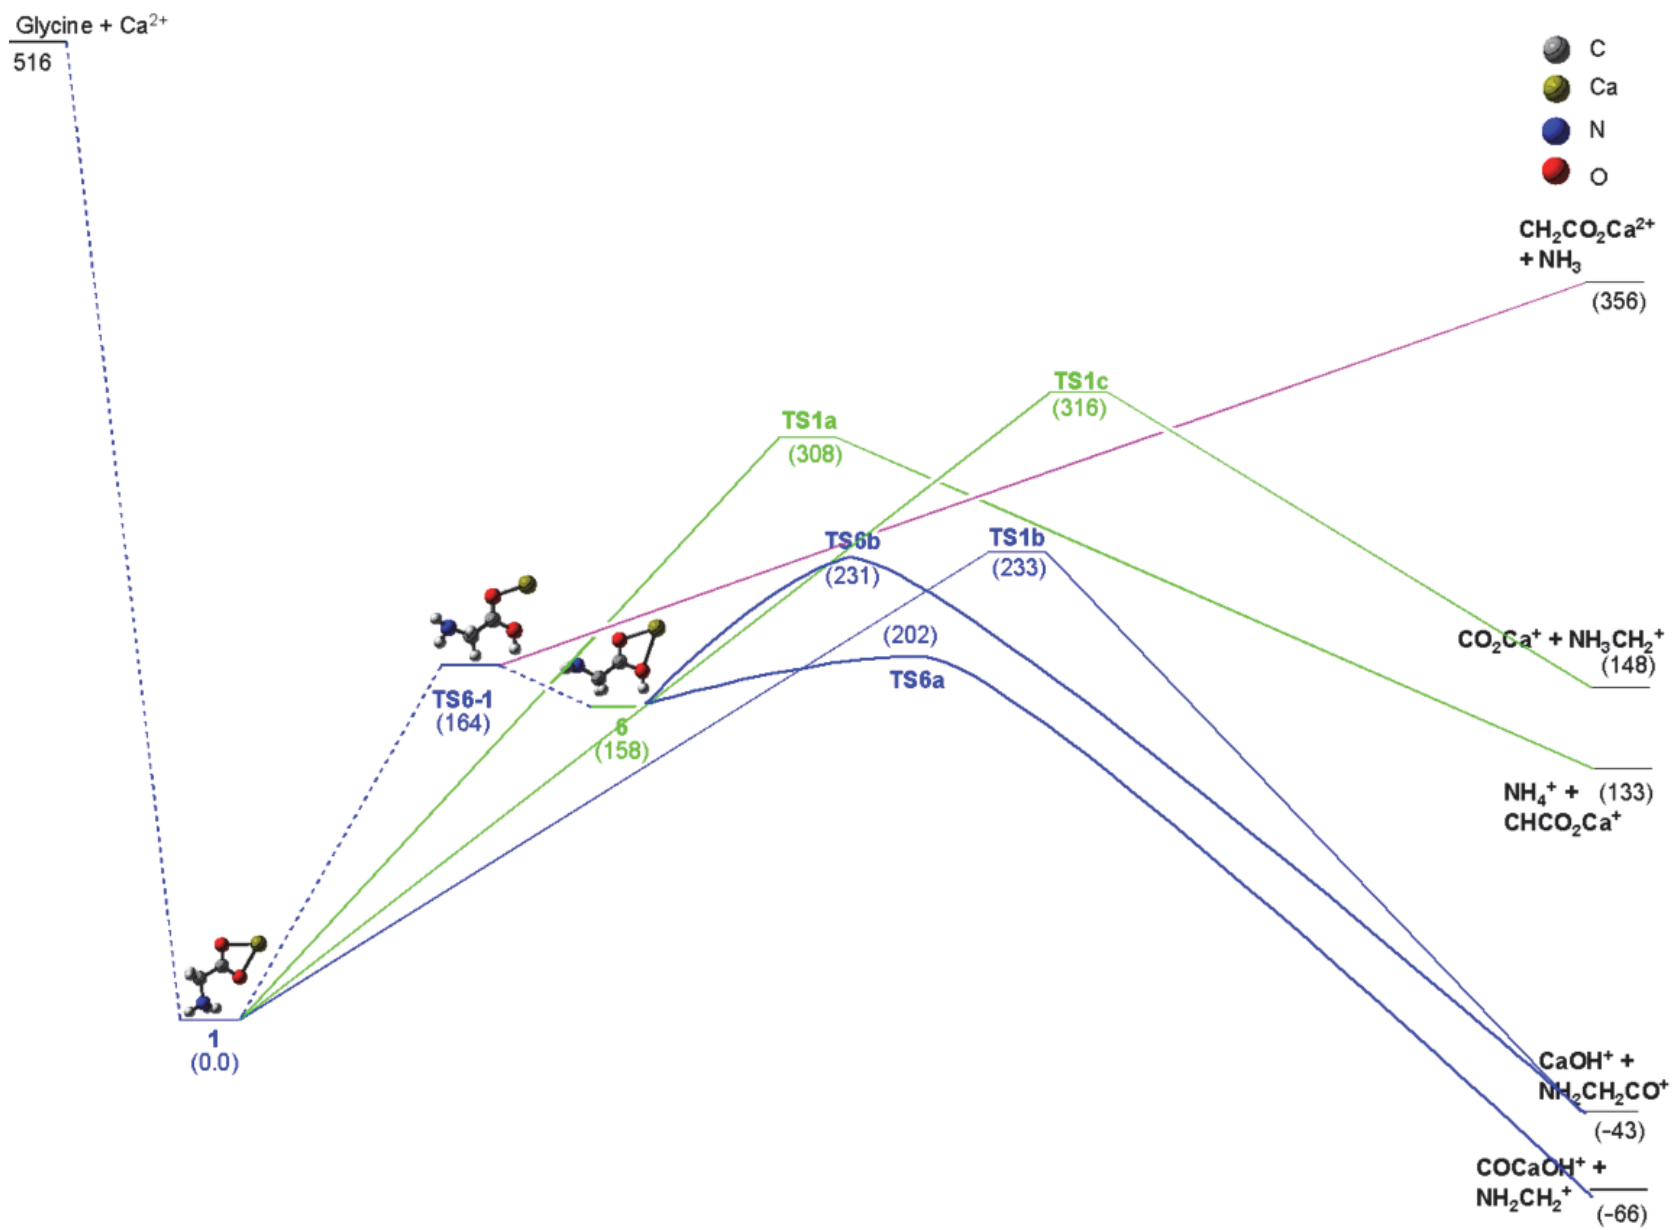 Glycine + Ca²⁺
516
C
Ca
N
O
CH₂CO₂Ca²⁺
+ NH₃
(356)
TS1c
(316)
TS1a
(308)
TS6b
(231)
TS1b
(233)
(202)
TS6a
TS6-1
(164)
6
(158)
CO₂Ca⁺ + NH₃CH₂⁺
(148)
NH₄⁺ + (133)
CHCO₂Ca⁺
1
(0.0)
CaOH⁺ +
NH₂CH₂CO⁺
(-43)
COCaOH⁺ +
NH₂CH₂⁺
(-66)